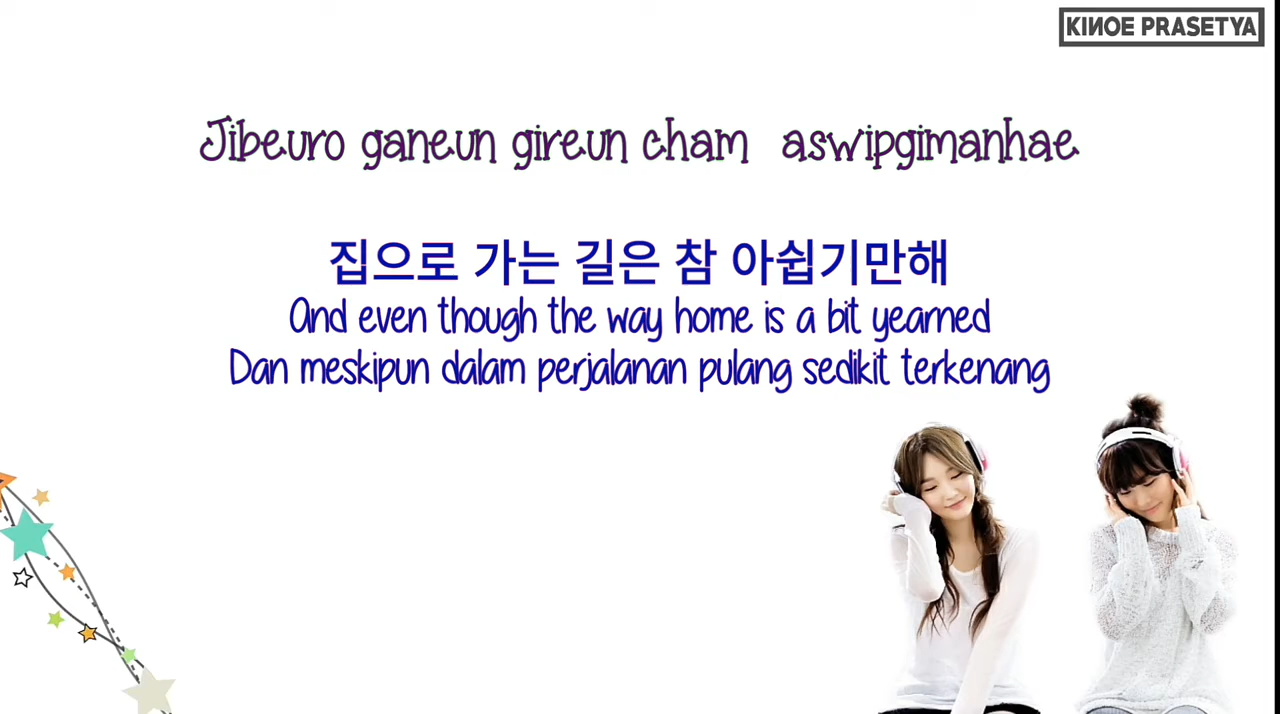 KINOE PRASETYA
Jibeuro ganeun gireun cham aswipgimanhae
집으로 가는 길은 참 아쉽기만해
And even though the way home is a bit yearned
Dan meskipun dalam perjalanan pulang sedikit terkenang